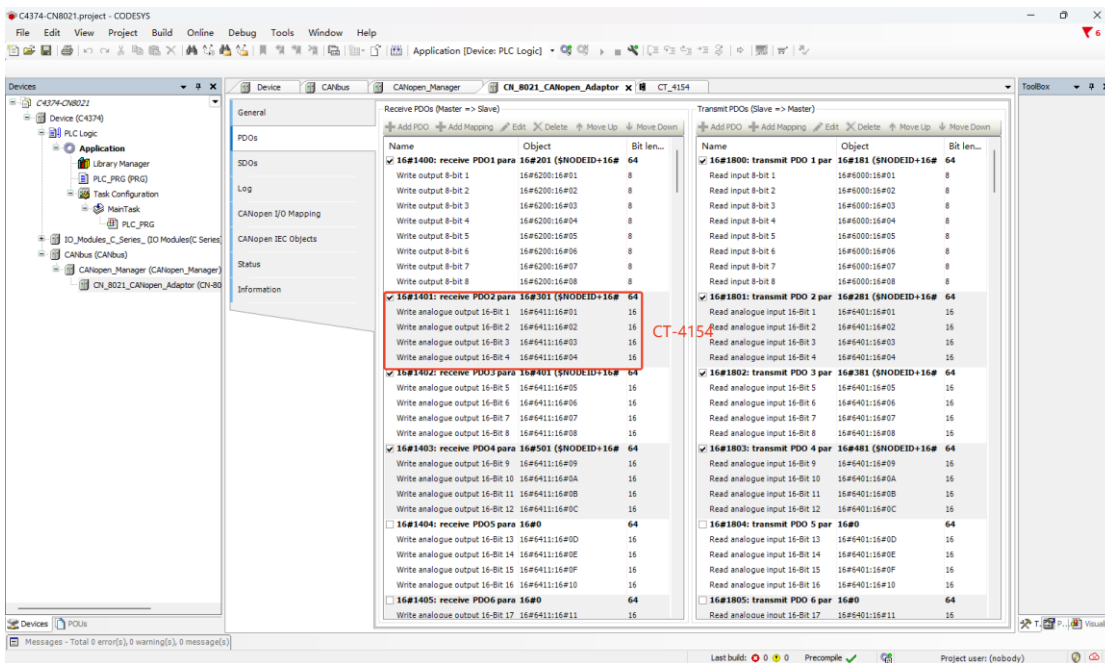 C4374-CN8021.project - CODESYS
File Edit View Project Build Online Debug Tools Window Help
6
Application [Device: PLC Logic]
Devices
Device
CANbus
CANopen_Manager
CN_8021_CANopen_Adaptor
CT_4154
ToolBox
C4374-CN8021
Device (C4374)
PLC Logic
Application
Library Manager
PLC_PRG (PRG)
Task Configuration
MainTask
PLC_PRG
IO_Modules_C_Series_ (IO Modules(C Series
CANbus (CANbus)
CANopen_Manager (CANopen_Manager)
CN_8021_CANopen_Adaptor (CN-80
General
PDOs
SDOs
Log
CANopen I/O Mapping
CANopen IEC Objects
Status
Information
Receive PDOs (Master => Slave)
Add PDO Add Mapping Edit Delete Move Up Move Down
Name Object Bit len...
16#1400: receive PDO1 para 16#201 ($NODEID+16# 64
Write output 8-bit 1 16#6200:16#01 8
Write output 8-bit 2 16#6200:16#02 8
Write output 8-bit 3 16#6200:16#03 8
Write output 8-bit 4 16#6200:16#04 8
Write output 8-bit 5 16#6200:16#05 8
Write output 8-bit 6 16#6200:16#06 8
Write output 8-bit 7 16#6200:16#07 8
Write output 8-bit 8 16#6200:16#08 8
16#1401: receive PDO2 para 16#301 ($NODEID+16# 64
Write analogue output 16-Bit 1 16#6411:16#01 16
Write analogue output 16-Bit 2 16#6411:16#02 16
Write analogue output 16-Bit 3 16#6411:16#03 16
Write analogue output 16-Bit 4 16#6411:16#04 16
CT-4154
16#1402: receive PDO3 para 16#401 ($NODEID+16# 64
Write analogue output 16-Bit 5 16#6411:16#05 16
Write analogue output 16-Bit 6 16#6411:16#06 16
Write analogue output 16-Bit 7 16#6411:16#07 16
Write analogue output 16-Bit 8 16#6411:16#08 16
16#1403: receive PDO4 para 16#501 ($NODEID+16# 64
Write analogue output 16-Bit 9 16#6411:16#09 16
Write analogue output 16-Bit 10 16#6411:16#0A 16
Write analogue output 16-Bit 11 16#6411:16#0B 16
Write analogue output 16-Bit 12 16#6411:16#0C 16
16#1404: receive PDO5 para 16#0 64
Write analogue output 16-Bit 13 16#6411:16#0D 16
Write analogue output 16-Bit 14 16#6411:16#0E 16
Write analogue output 16-Bit 15 16#6411:16#0F 16
Write analogue output 16-Bit 16 16#6411:16#10 16
16#1405: receive PDO6 para 16#0 64
Write analogue output 16-Bit 17 16#6411:16#11 16
Transmit PDOs (Slave => Master)
Add PDO Add Mapping Edit Delete Move Up Move Down
Name Object Bit len...
16#1800: transmit PDO 1 par 16#181 ($NODEID+16# 64
Read input 8-bit 1 16#6000:16#01 8
Read input 8-bit 2 16#6000:16#02 8
Read input 8-bit 3 16#6000:16#03 8
Read input 8-bit 4 16#6000:16#04 8
Read input 8-bit 5 16#6000:16#05 8
Read input 8-bit 6 16#6000:16#06 8
Read input 8-bit 7 16#6000:16#07 8
Read input 8-bit 8 16#6000:16#08 8
16#1801: transmit PDO 2 par 16#281 ($NODEID+16# 64
Read analogue input 16-Bit 1 16#6401:16#01 16
Read analogue input 16-Bit 2 16#6401:16#02 16
Read analogue input 16-Bit 3 16#6401:16#03 16
Read analogue input 16-Bit 4 16#6401:16#04 16
16#1802: transmit PDO 3 par 16#381 ($NODEID+16# 64
Read analogue input 16-Bit 5 16#6401:16#05 16
Read analogue input 16-Bit 6 16#6401:16#06 16
Read analogue input 16-Bit 7 16#6401:16#07 16
Read analogue input 16-Bit 8 16#6401:16#08 16
16#1803: transmit PDO 4 par 16#481 ($NODEID+16# 64
Read analogue input 16-Bit 9 16#6401:16#09 16
Read analogue input 16-Bit 10 16#6401:16#0A 16
Read analogue input 16-Bit 11 16#6401:16#0B 16
Read analogue input 16-Bit 12 16#6401:16#0C 16
16#1804: transmit PDO 5 par 16#0 64
Read analogue input 16-Bit 13 16#6401:16#0D 16
Read analogue input 16-Bit 14 16#6401:16#0E 16
Read analogue input 16-Bit 15 16#6401:16#0F 16
Read analogue input 16-Bit 16 16#6401:16#10 16
16#1805: transmit PDO 6 par 16#0 64
Read analogue input 16-Bit 17 16#6401:16#11 16
Devices POUs
T... P... Visual
Messages - Total 0 error(s), 0 warning(s), 0 message(s)
Last build: 0 0 Precompile Project user: (nobody)